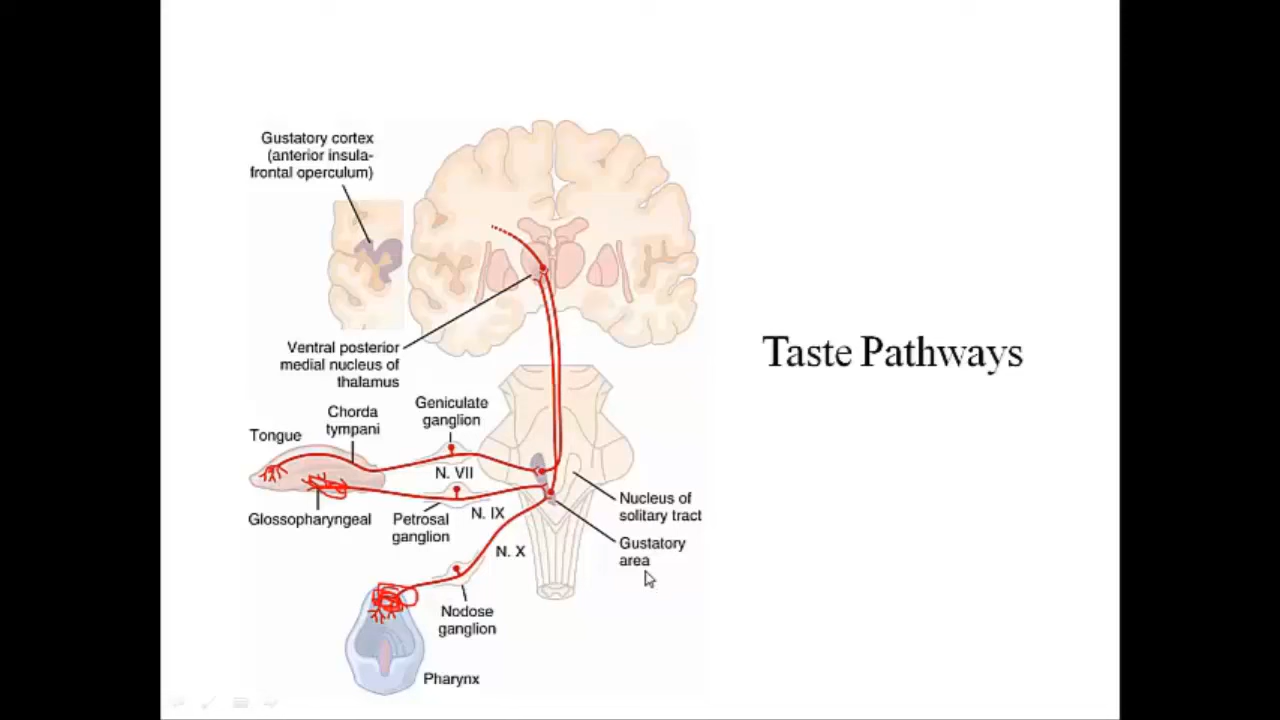 Gustatory cortex
(anterior insula-
frontal operculum)
Ventral posterior
medial nucleus of
thalamus
Taste Pathways
Geniculate
ganglion
Chorda
tympani
Tongue
N. VII
Glossopharyngeal
Petrosal
ganglion
N. IX
Nucleus of
solitary tract
Gustatory
area
N. X
Nodose
ganglion
Pharynx